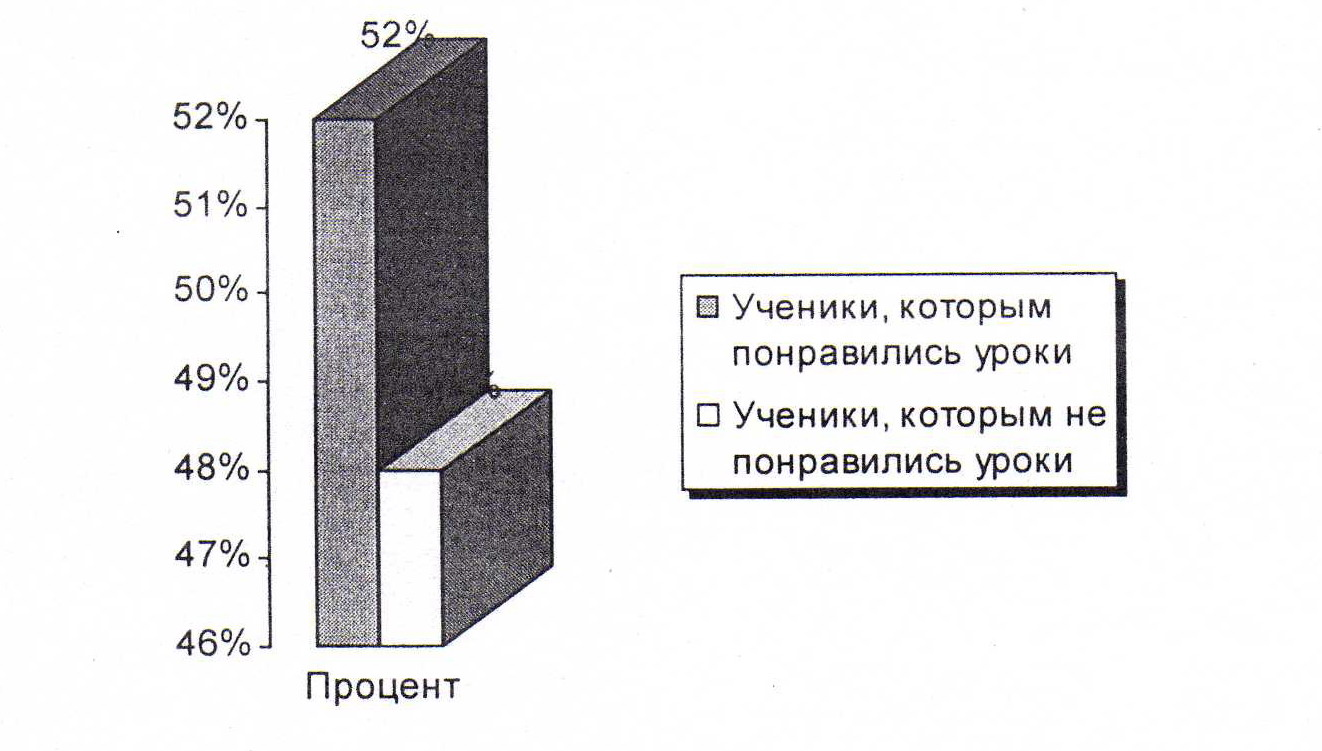 52%
52%
51%
50%
49%
48%
47%
46%
Процент
Ученики, которым
понравились уроки
Ученики, которым не
понравились уроки